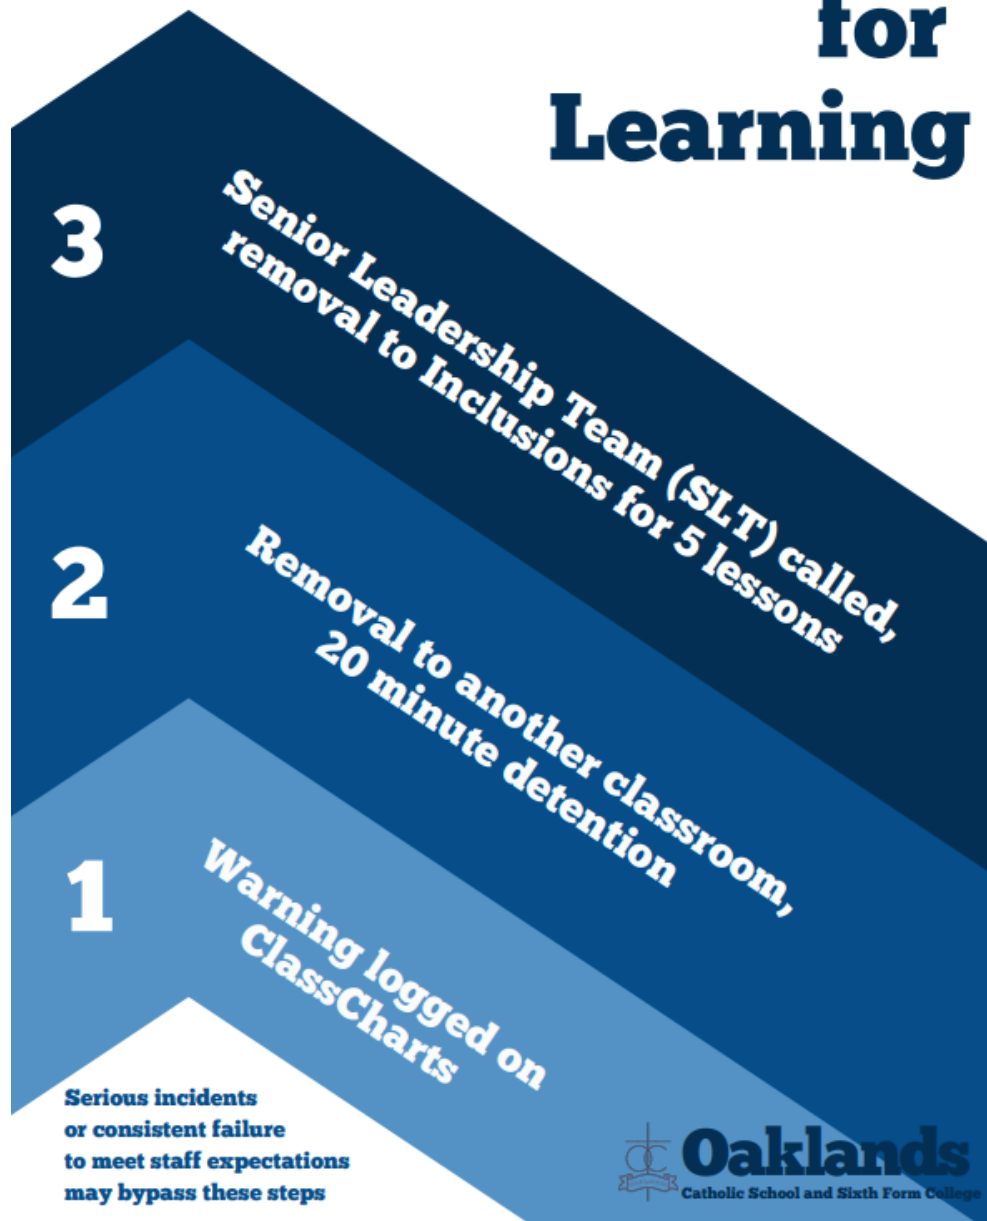 for
Learning
3
Senior Leadership Team (SLT) called,
removal to Inclusions for 5 lessons
2
Removal to another classroom,
20 minute detention
1
Warning logged on
ClassCharts
Serious incidents
or consistent failure
to meet staff expectations
may bypass these steps
Oaklands
Catholic School and Sixth Form College